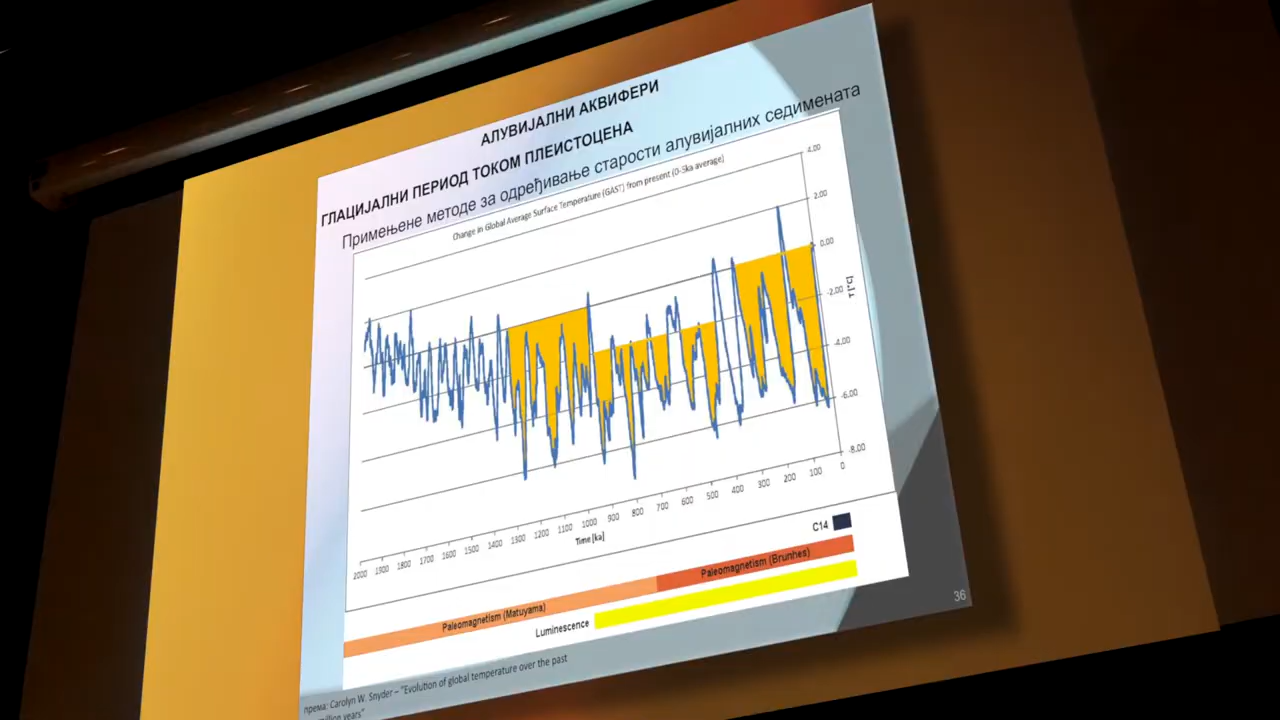 АЛУВИЈАЛНИ АКВИФЕРИ
ГЛАЦИЈАЛНИ ПЕРИОД ТОКОМ ПЛЕИСТОЦЕНА
Примењене методе за одређивање старости алувијалних седимената
Change in Global Average Surface Temperature (GAST) from present (0-5ka average)
4.00
2.00
0.00
-2.00
-4.00
-6.00
-8.00
T[°C]
2000 1900 1800 1700 1600 1500 1400 1300 1200 1100 1000 900 800 700 600 500 400 300 200 100 0
Time [ka]
C14
Paleomagnetism (Brunhes)
Paleomagnetism (Matuyama)
Luminescence
36
према: Carolyn W. Snyder – "Evolution of global temperature over the past
million years"